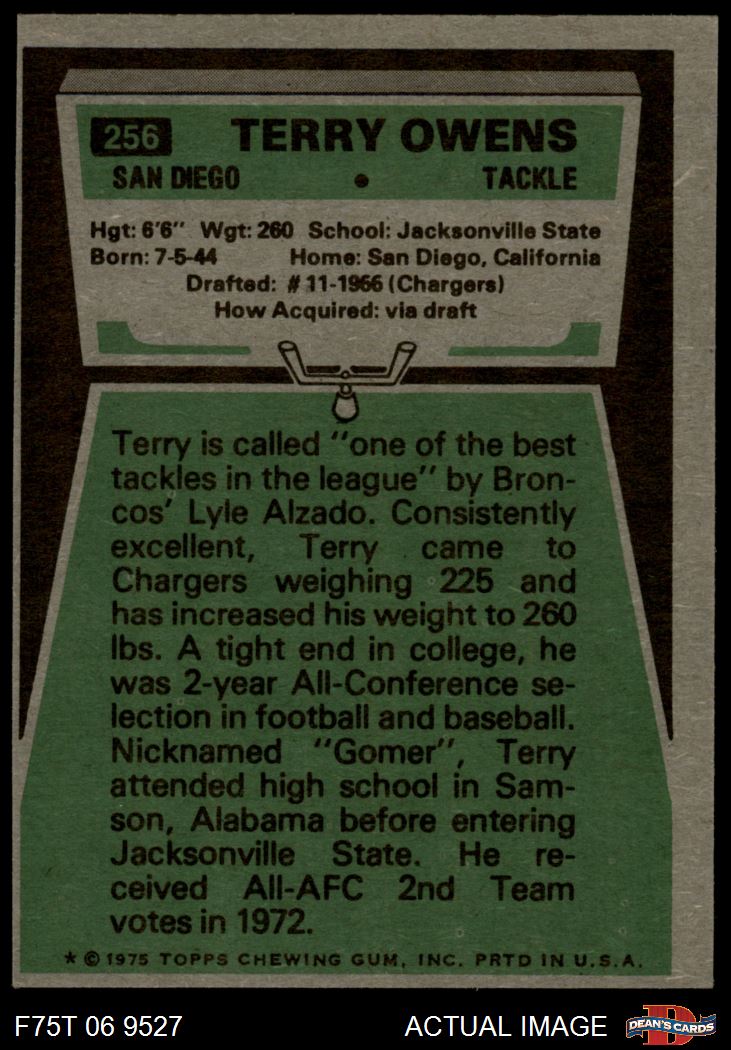 256 TERRY OWENS
SAN DIEGO • TACKLE
Hgt: 6'6" Wgt: 260 School: Jacksonville State
Born: 7-5-44 Home: San Diego, California
Drafted: #11-1966 (Chargers)
How Acquired: via draft
Terry is called "one of the best
tackles in the league" by Bron-
cos' Lyle Alzado. Consistently
excellent, Terry came to
Chargers weighing 225 and
has increased his weight to 260
lbs. A tight end in college, he
was 2-year All-Conference se-
lection in football and baseball.
Nicknamed "Gomer", Terry
attended high school in Sam-
son, Alabama before entering
Jacksonville State. He re-
ceived All-AFC 2nd Team
votes in 1972.
* © 1975 TOPPS CHEWING GUM, INC. PRTD IN U.S.A.
F75T 06 9527 ACTUAL IMAGE DEAN'S CARDS